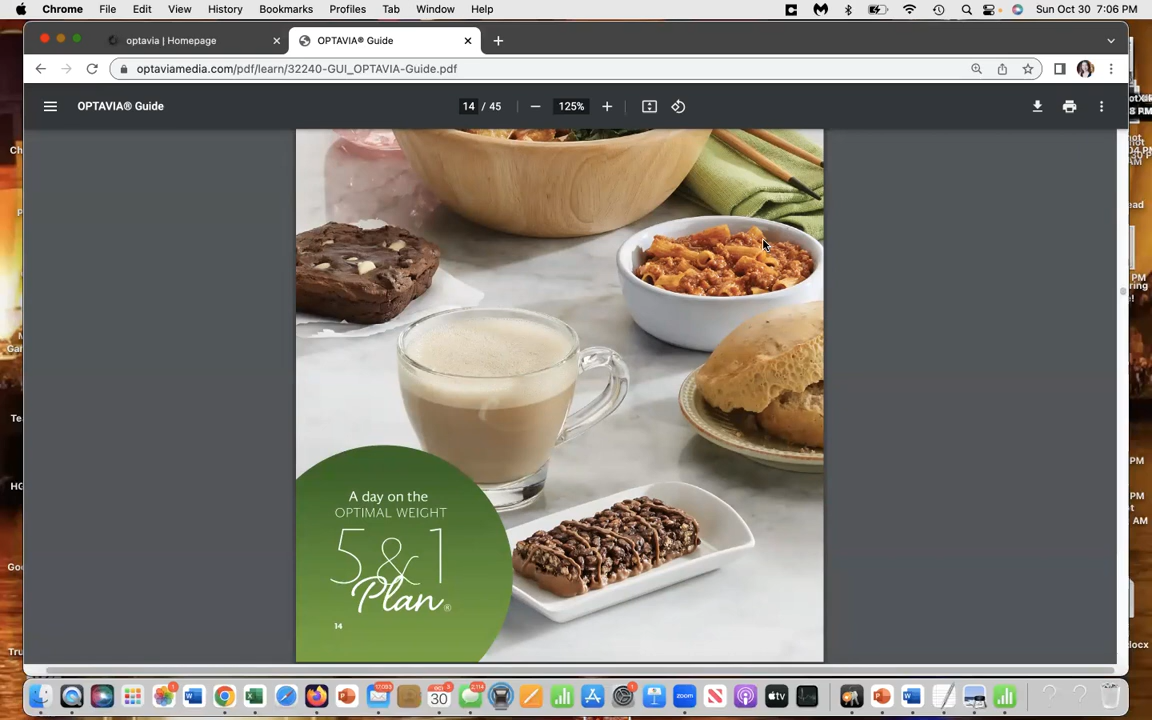 Chrome File Edit View History Bookmarks Profiles Tab Window Help Sun Oct 30 7:06 PM
optavia | Homepage OPTAVIA® Guide
optaviamedia.com/pdf/learn/32240-GUI_OPTAVIA-Guide.pdf
OPTAVIA® Guide 14 / 45 125%
A day on the
OPTIMAL WEIGHT
5&1
Plan®
14